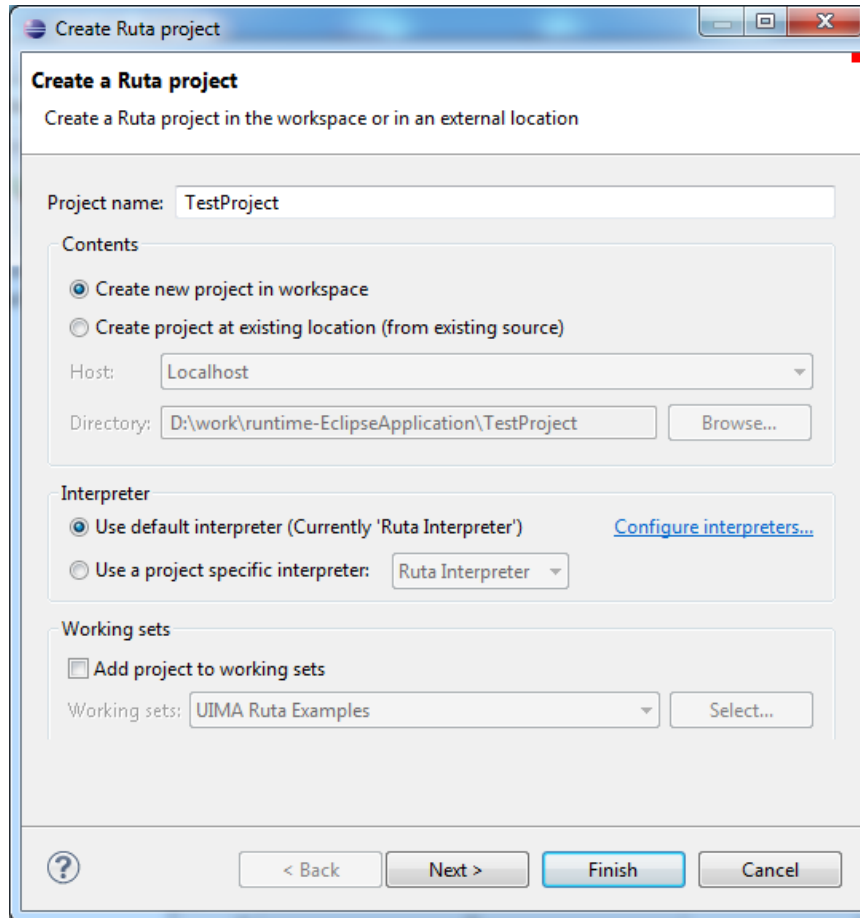 Create Ruta project
Create a Ruta project
Create a Ruta project in the workspace or in an external location
Project name: TestProject
Contents
Create new project in workspace
Create project at existing location (from existing source)
Host: Localhost
Directory: D:\work\runtime-EclipseApplication\TestProject Browse...
Interpreter
Use default interpreter (Currently 'Ruta Interpreter') Configure interpreters...
Use a project specific interpreter: Ruta Interpreter
Working sets
Add project to working sets
Working sets: UIMA Ruta Examples Select...
? < Back Next > Finish Cancel